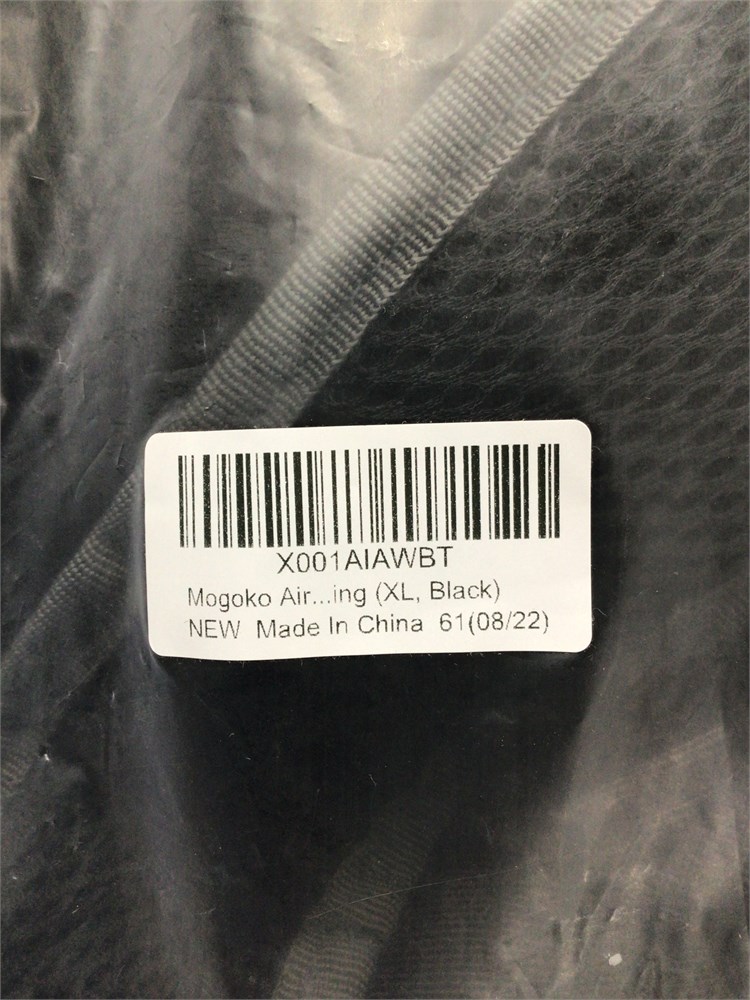 X001AIAWBT
Mogoko Air...ing (XL, Black)
NEW Made In China 61(08/22)